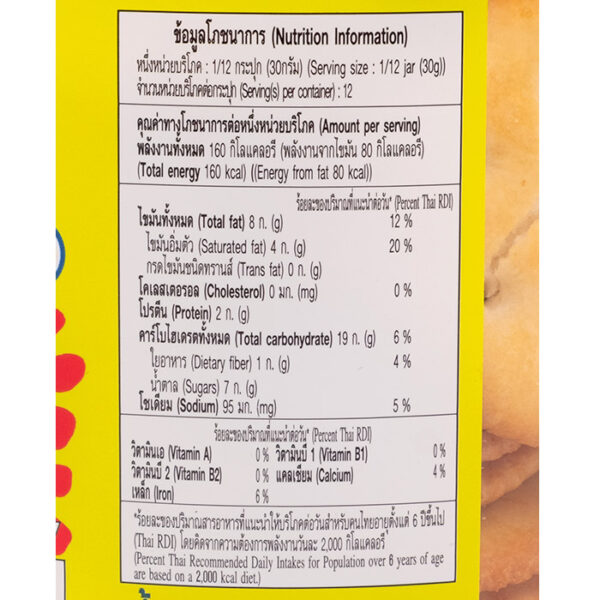 ข้อมูลโภชนาการ (Nutrition Information)
หนึ่งหน่วยบริโภค : 1/12 กระปุก (30กรัม) (Serving size : 1/12 jar (30g))
จำนวนหน่วยบริโภคต่อกระปุก (Serving(s) per container) : 12
คุณค่าทางโภชนาการต่อหนึ่งหน่วยบริโภค (Amount per serving)
พลังงานทั้งหมด 160 กิโลแคลอรี (พลังงานจากไขมัน 80 กิโลแคลอรี)
(Total energy 160 kcal) ((Energy from fat 80 kcal))
ร้อยละของปริมาณที่แนะนำต่อวัน* (Percent Thai RDI)
ไขมันทั้งหมด (Total fat) 8 ก. (g) 12 %
ไขมันอิ่มตัว (Saturated fat) 4 ก. (g) 20 %
กรดไขมันชนิดทรานส์ (Trans fat) 0 ก. (g)
โคเลสเตอรอล (Cholesterol) 0 มก. (mg) 0 %
โปรตีน (Protein) 2 ก. (g)
คาร์โบไฮเดรตทั้งหมด (Total carbohydrate) 19 ก. (g) 6 %
ใยอาหาร (Dietary fiber) 1 ก. (g) 4 %
น้ำตาล (Sugars) 7 ก. (g)
โซเดียม (Sodium) 95 มก. (mg) 5 %
ร้อยละของปริมาณที่แนะนำต่อวัน* (Percent Thai RDI)
วิตามินเอ (Vitamin A) 0 % วิตามินบี 1 (Vitamin B1) 0 %
วิตามินบี 2 (Vitamin B2) 0 % แคลเซียม (Calcium) 4 %
เหล็ก (Iron) 6 %
*ร้อยละของปริมาณสารอาหารที่แนะนำให้บริโภคต่อวันสำหรับคนไทยอายุตั้งแต่ 6 ปีขึ้นไป
(Thai RDI) โดยคิดจากความต้องการพลังงานวันละ 2,000 กิโลแคลอรี
(Percent Thai Recommended Daily Intakes for Population over 6 years of age
are based on a 2,000 kcal diet.)